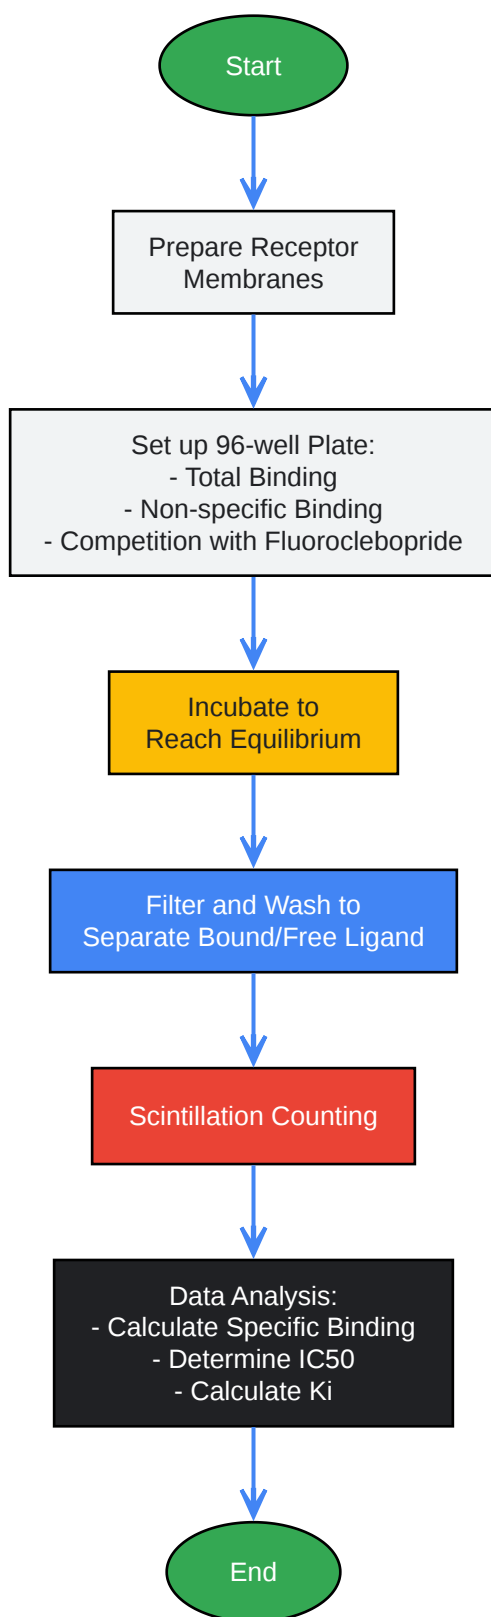 Start
Prepare Receptor
Membranes
Set up 96-well Plate:
- Total Binding
- Non-specific Binding
- Competition with Fluoroclebopride
Incubate to
Reach Equilibrium
Filter and Wash to
Separate Bound/Free Ligand
Scintillation Counting
Data Analysis:
- Calculate Specific Binding
- Determine IC50
- Calculate Ki
End